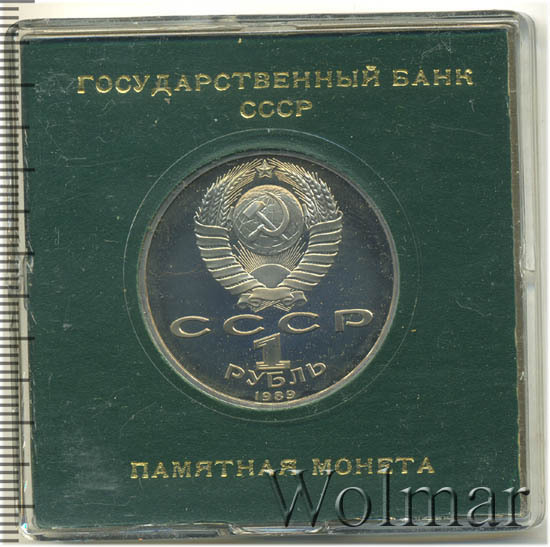 ГОСУДАРСТВЕННЫЙ БАНК
СССР
СССР
1
РУБЛЬ
1989
ПАМЯТНАЯ МОНЕТА
Wolmar